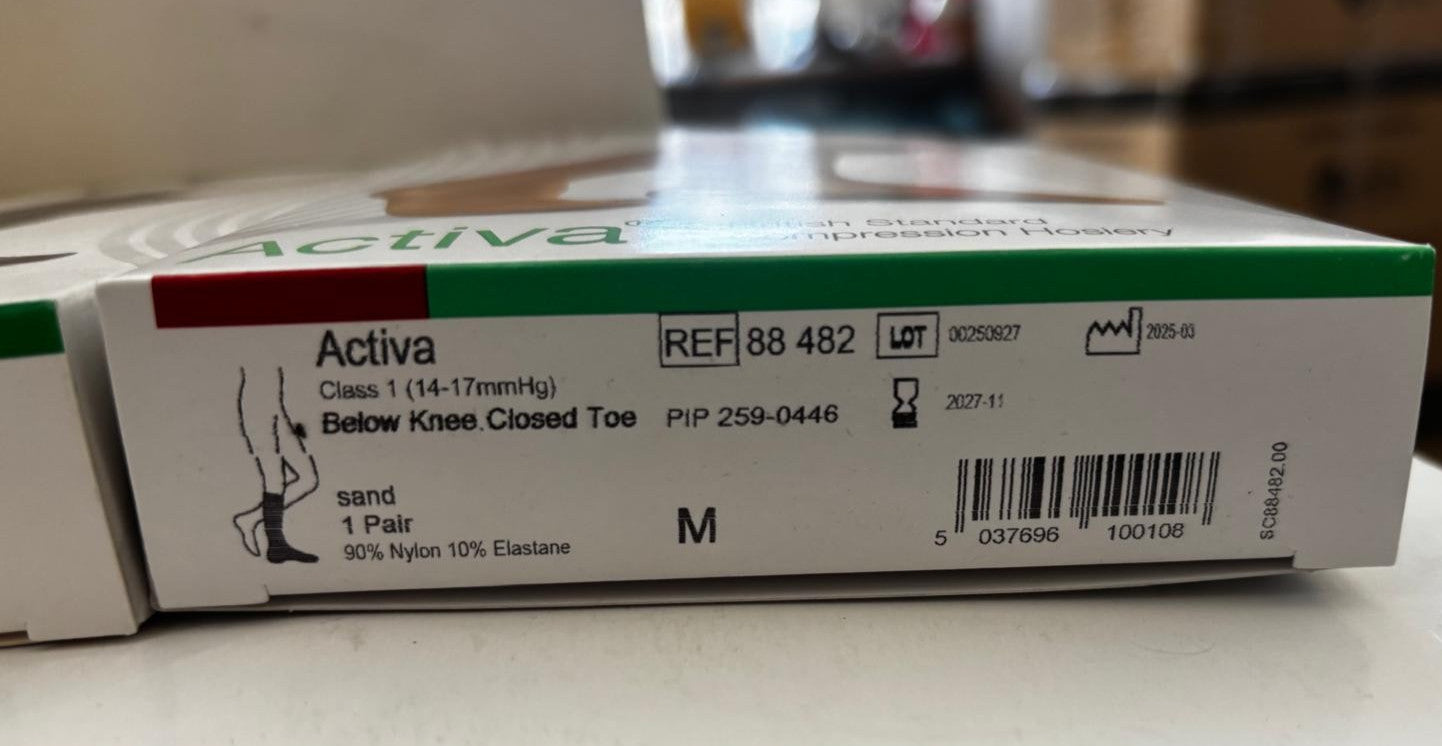 Activa
British Standard
Compression Hosiery
Activa
Class 1 (14-17mmHg)
Below Knee Closed Toe
REF 88 482
PIP 259-0446
LOT 00250927
2025-03
2027-11
sand
1 Pair
90% Nylon 10% Elastane
M
5 037696 100108
SC88482.00